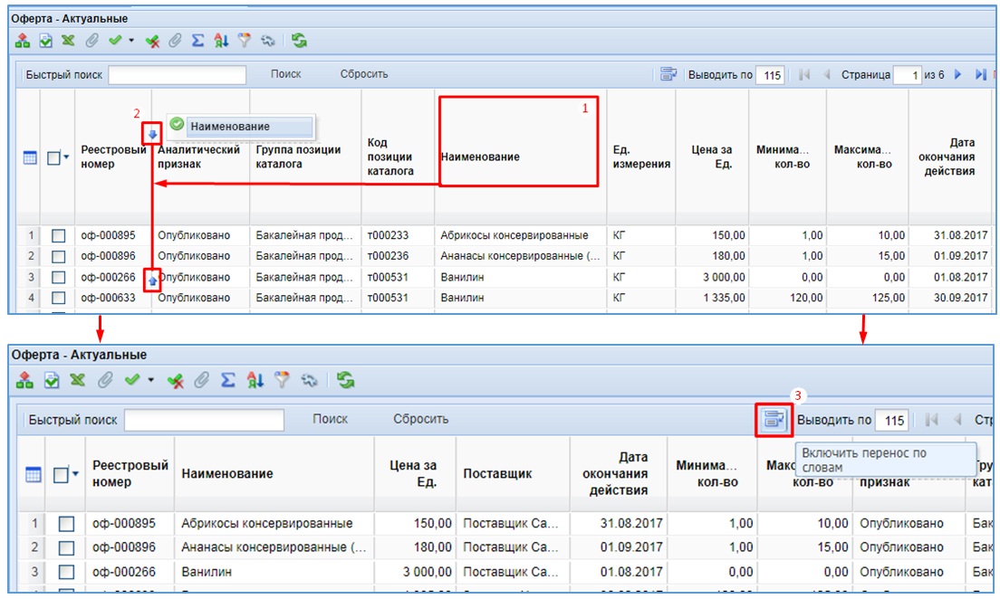 Оферта - Актуальные
Быстрый поиск Поиск Сбросить Выводить по 115 Страница 1 из 6
2 Наименование 1
Реестровый номер Аналитический признак Группа позиции каталога Код позиции каталога Наименование Ед. измерения Цена за Ед. Минима... кол-во Максима... кол-во Дата окончания действия
1 оф-000895 Опубликовано Бакалейная прод... т000233 Абрикосы консервированные КГ 150,00 1,00 10,00 31.08.2017
2 оф-000896 Опубликовано Бакалейная прод... т000236 Ананасы консервированные (... КГ 180,00 1,00 15,00 01.09.2017
3 оф-000266 Опубликовано Бакалейная прод... т000531 Ванилин КГ 3 000,00 0,00 0,00 01.08.2017
4 оф-000633 Опубликовано Бакалейная прод... т000531 Ванилин КГ 1 335,00 120,00 125,00 30.09.2017
Оферта - Актуальные
3
Быстрый поиск Поиск Сбросить Выводить по 115 Стр
Включить перенос по словам
Реестровый номер Наименование Цена за Ед. Поставщик Дата окончания действия Минима... кол-во Мак кол-во признак Гру кат
1 оф-000895 Абрикосы консервированные 150,00 Поставщик Са... 31.08.2017 1,00 10,00 Опубликовано Бак
2 оф-000896 Ананасы консервированные (... 180,00 Поставщик Са... 01.09.2017 1,00 15,00 Опубликовано Бак
3 оф-000266 Ванилин 3 000,00 Поставщик Са... 01.08.2017 0,00 0,00 Опубликовано Бак